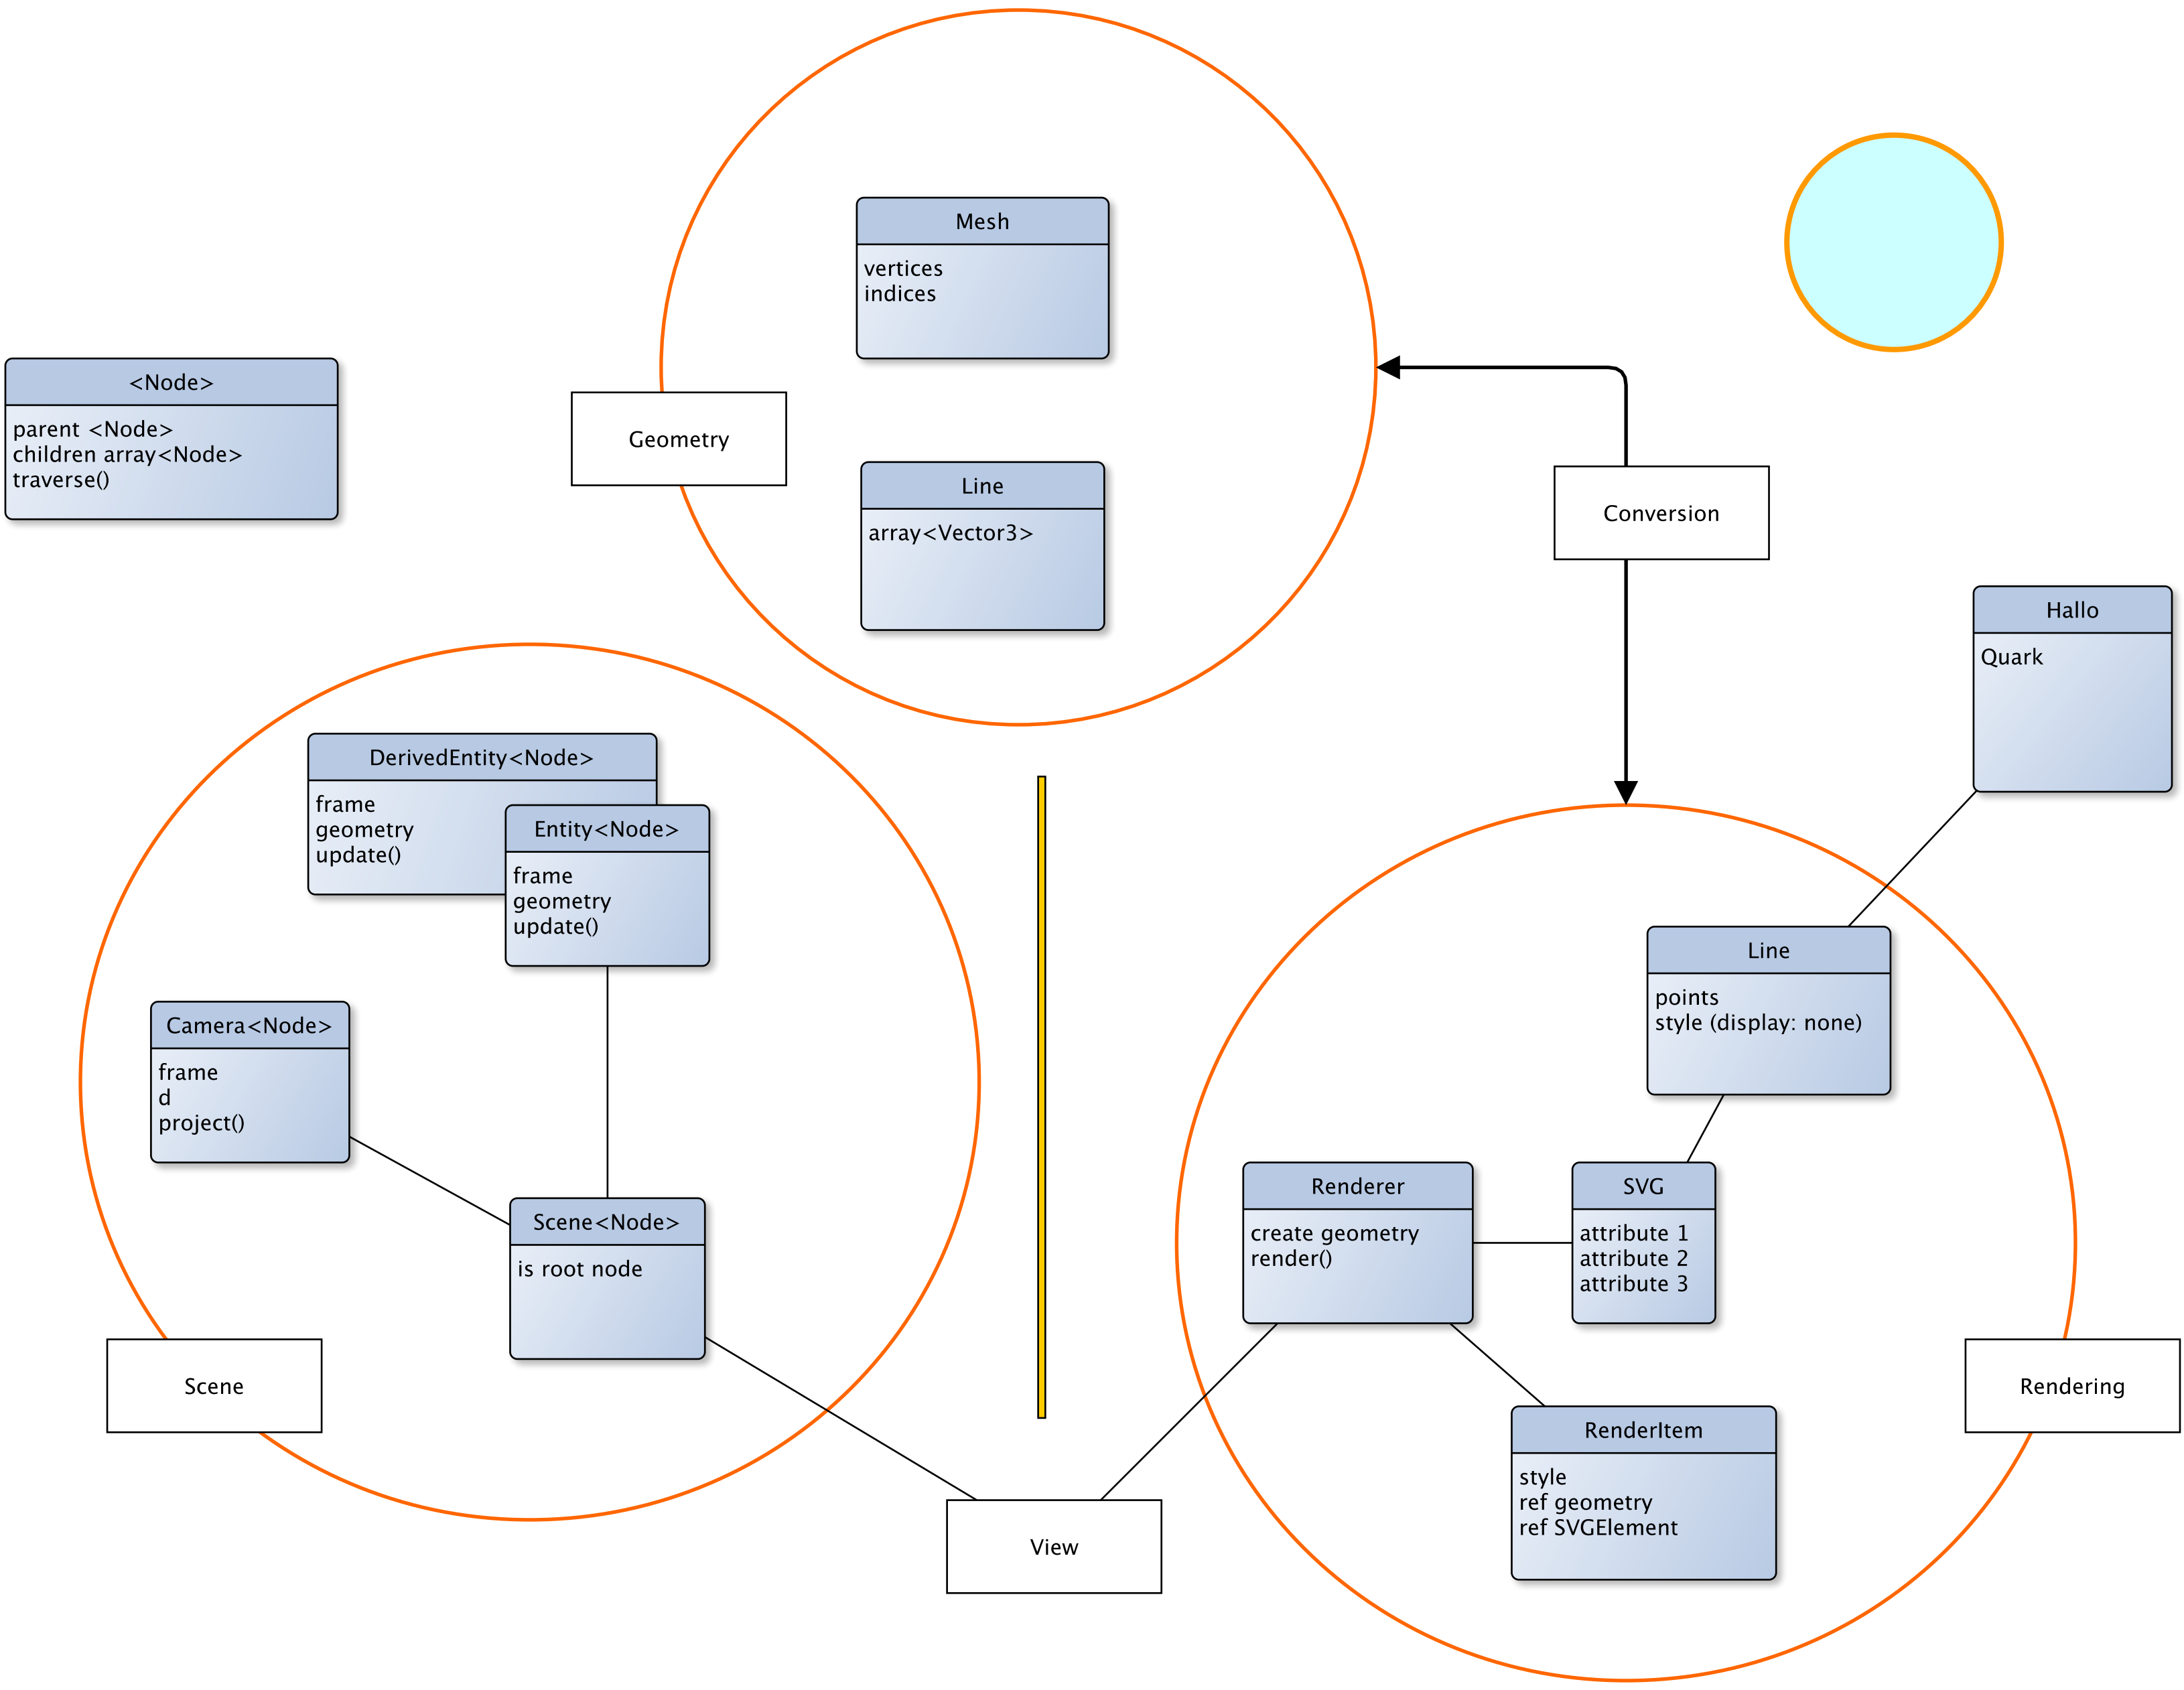 Mesh
vertices
indices
<Node>
parent <Node>
children array<Node>
traverse()
Geometry
Line
array<Vector3>
Conversion
Hallo
Quark
DerivedEntity<Node>
frame
geometry
update()
Entity<Node>
frame
geometry
update()
Camera<Node>
frame
d
project()
Scene<Node>
is root node
Scene
View
Line
points
style (display: none)
Renderer
create geometry
render()
SVG
attribute 1
attribute 2
attribute 3
RenderItem
style
ref geometry
ref SVGElement
Rendering